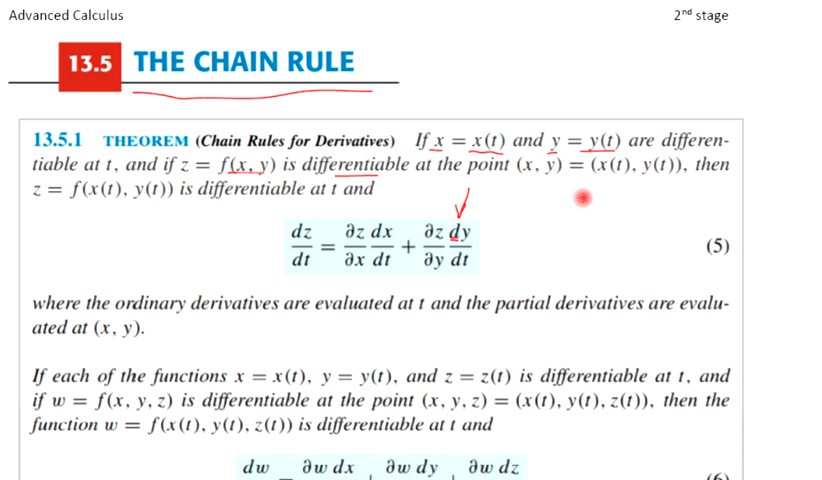 Advanced Calculus 2nd stage
13.5 THE CHAIN RULE
13.5.1 THEOREM (Chain Rules for Derivatives) If x = x(t) and y = y(t) are differen-
tiable at t, and if z = f(x, y) is differentiable at the point (x, y) = (x(t), y(t)), then
z = f(x(t), y(t)) is differentiable at t and
dz/dt = ∂z/∂x dx/dt + ∂z/∂y dy/dt (5)
where the ordinary derivatives are evaluated at t and the partial derivatives are evalu-
ated at (x, y).
If each of the functions x = x(t), y = y(t), and z = z(t) is differentiable at t, and
if w = f(x, y, z) is differentiable at the point (x, y, z) = (x(t), y(t), z(t)), then the
function w = f(x(t), y(t), z(t)) is differentiable at t and
dw ∂w dx ∂w dy ∂w dz